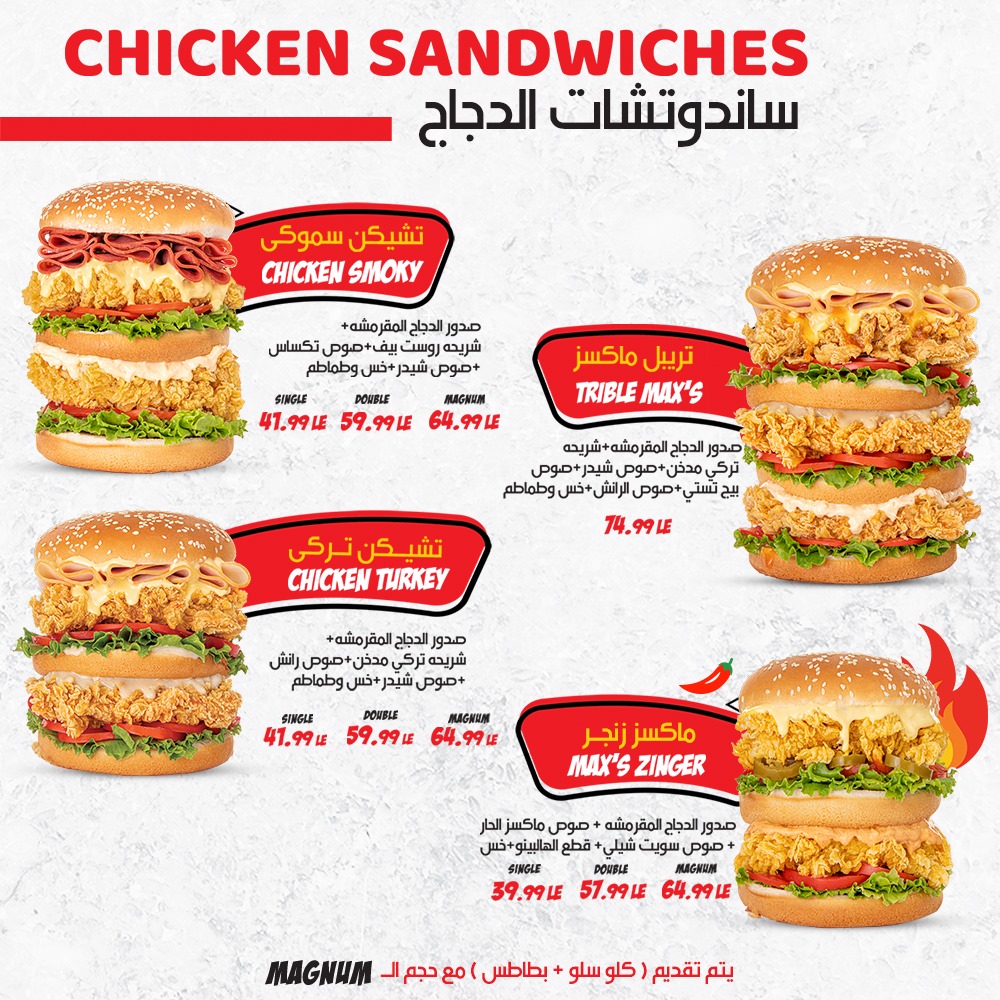 CHICKEN SANDWICHES
ساندوتشات الدجاج
تشيكن سموكى
CHICKEN SMOKY
صدور الدجاج المقرمشه+
شريحه روست بيف+صوص تكساس
+صوص شيدر+خس وطماطم
SINGLE DOUBLE MAGNUM
41.99 LE 59.99 LE 64.99 LE
تريبل ماكسز
TRIBLE MAX'S
صدور الدجاج المقرمشه+شريحه
تركي مدخن+صوص شيدر+صوص
بيج تستي+صوص الرانش+خس وطماطم
74.99 LE
تشيكن تركى
CHICKEN TURKEY
صدور الدجاج المقرمشه+
شريحه تركي مدخن+صوص رانش
+صوص شيدر+خس وطماطم
SINGLE DOUBLE MAGNUM
41.99 LE 59.99 LE 64.99 LE
ماكسز زنجر
MAX'S ZINGER
صدور الدجاج المقرمشه + صوص ماكسز الحار
+ صوص سويت شيلي+ قطع الهالبينو+خس
SINGLE DOUBLE MAGNUM
39.99 LE 57.99 LE 64.99 LE
يتم تقديم ( كلو سلو + بطاطس ) مع حجم الـ MAGNUM